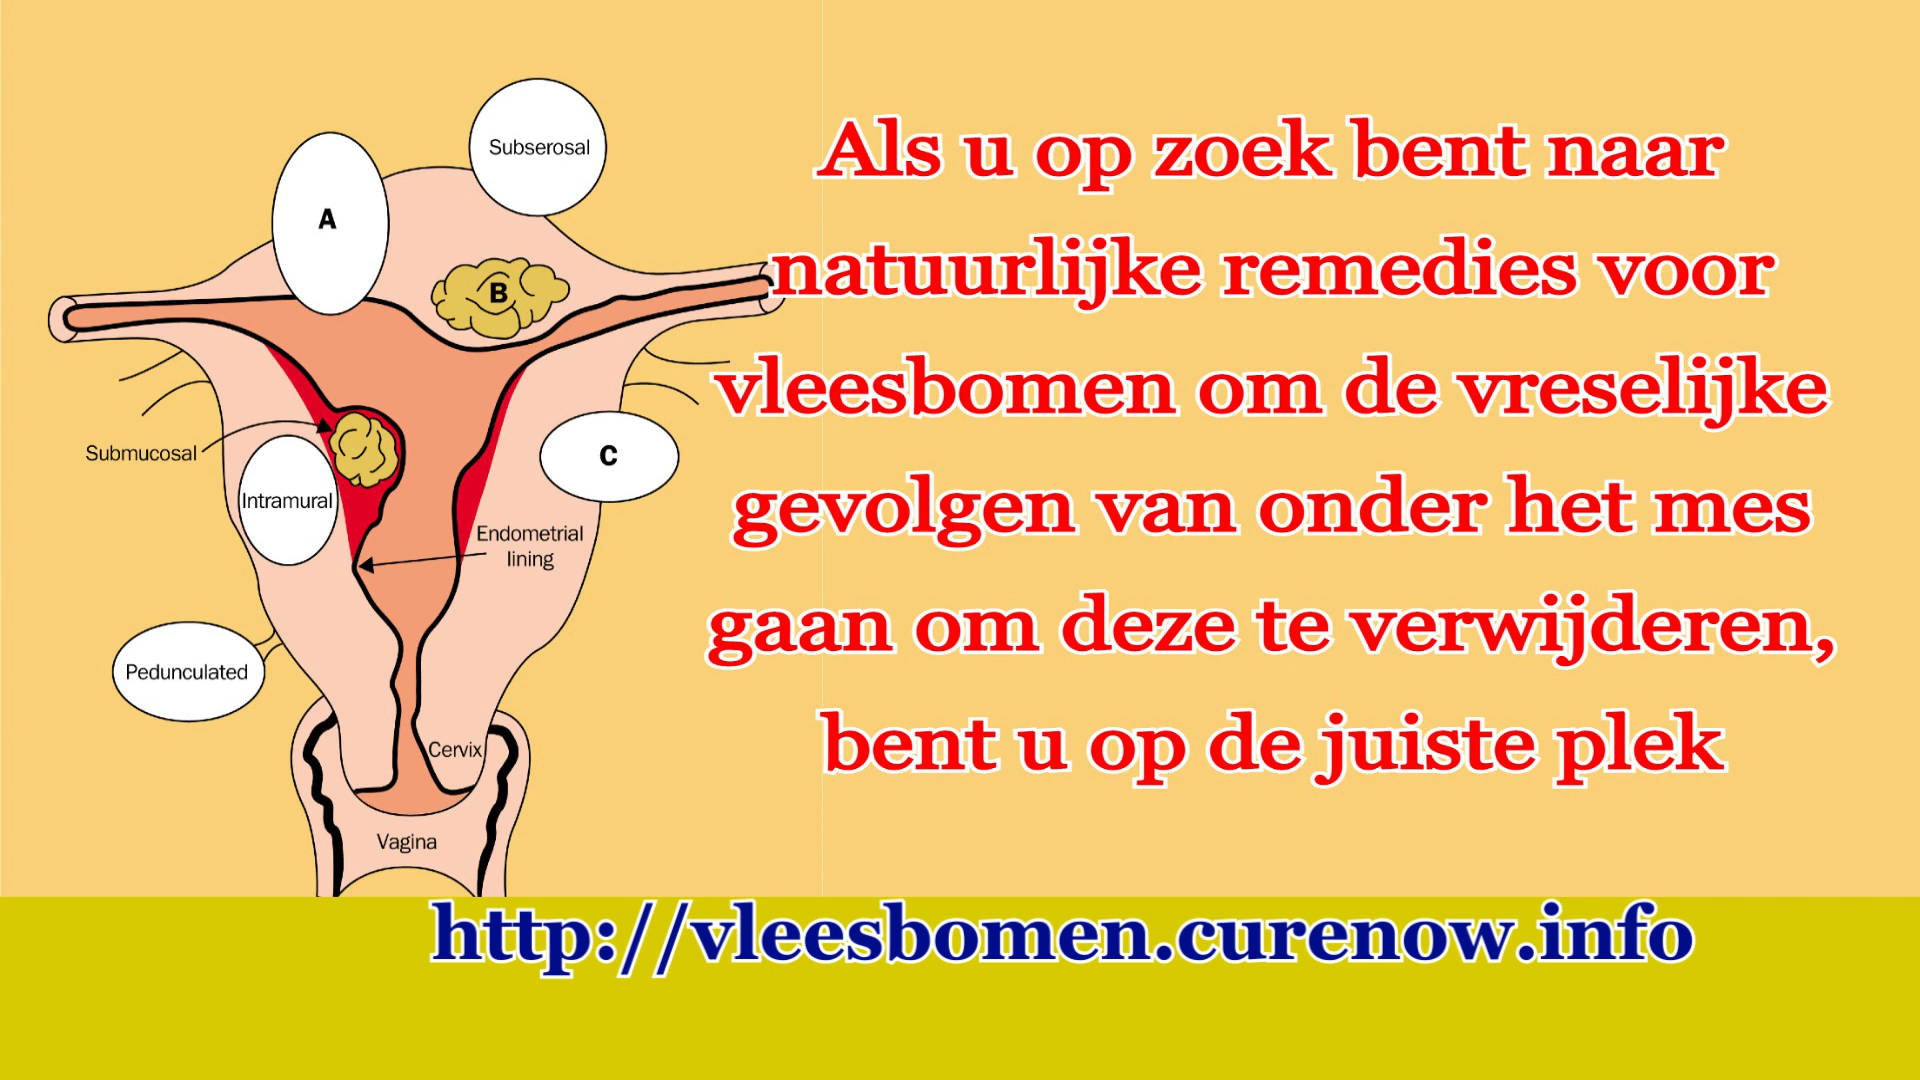 Subserosal
A
B
Submucosal
Intramural
C
Endometrial
lining
Pedunculated
Cervix
Vagina
Als u op zoek bent naar
natuurlijke remedies voor
vleesbomen om de vreselijke
gevolgen van onder het mes
gaan om deze te verwijderen,
bent u op de juiste plek
http://vleesbomen.curenow.info